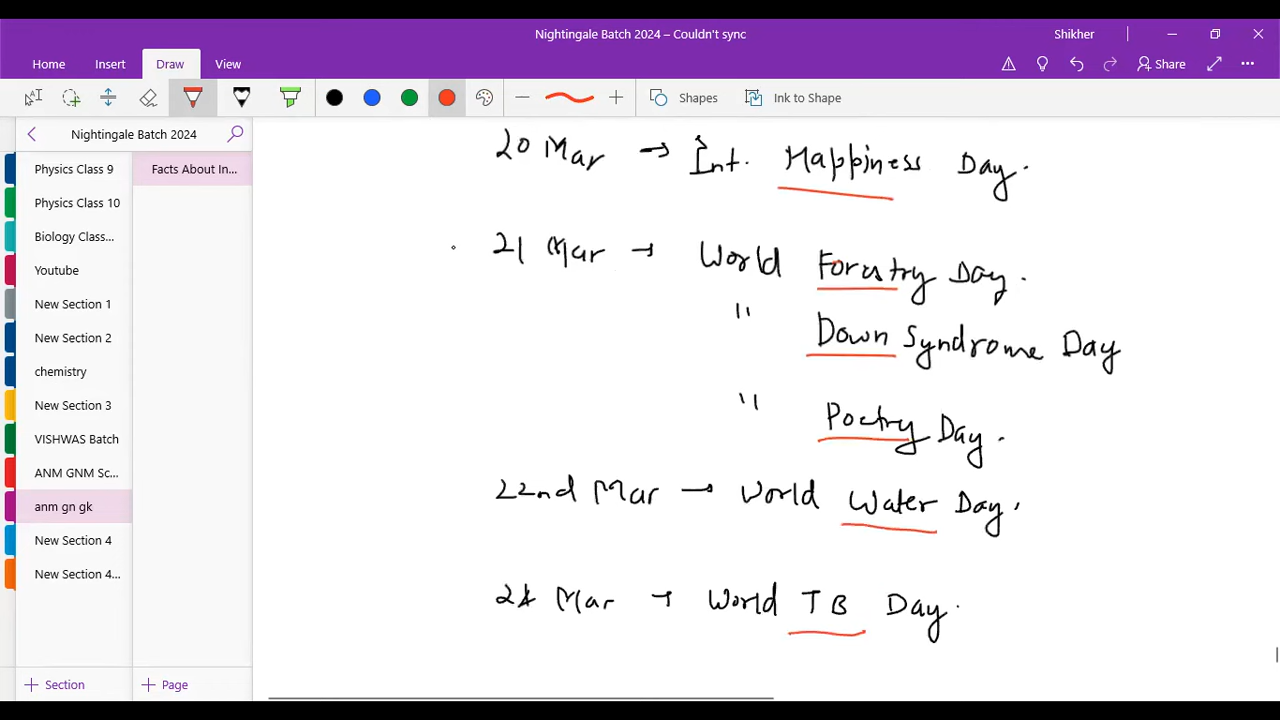 Nightingale Batch 2024 – Couldn't sync
Shikher
Home
Insert
Draw
View
Share
Shapes
Ink to Shape
Nightingale Batch 2024
Physics Class 9
Physics Class 10
Biology Class...
Youtube
New Section 1
New Section 2
chemistry
New Section 3
VISHWAS Batch
ANM GNM Sc...
anm gn gk
New Section 4
New Section 4...
Section
Facts About In...
Page
20 Mar → Int. Happiness Day.
21 Mar → World Forestry Day.
" Down Syndrome Day
" Poetry Day.
22nd Mar → World Water Day.
24 Mar → World TB Day.